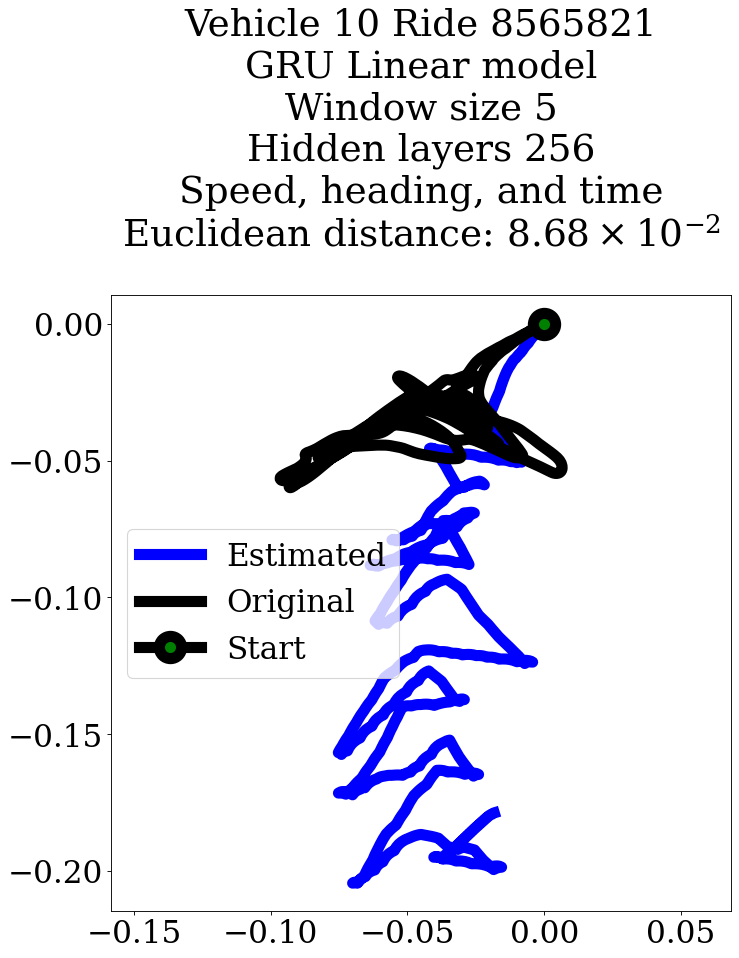 Vehicle 10 Ride 8565821
GRU Linear model
Window size 5
Hidden layers 256
Speed, heading, and time
Euclidean distance: 8.68 × 10⁻²
0.00
−0.05
−0.10
−0.15
−0.20
Estimated
Original
Start
−0.15 −0.10 −0.05 0.00 0.05